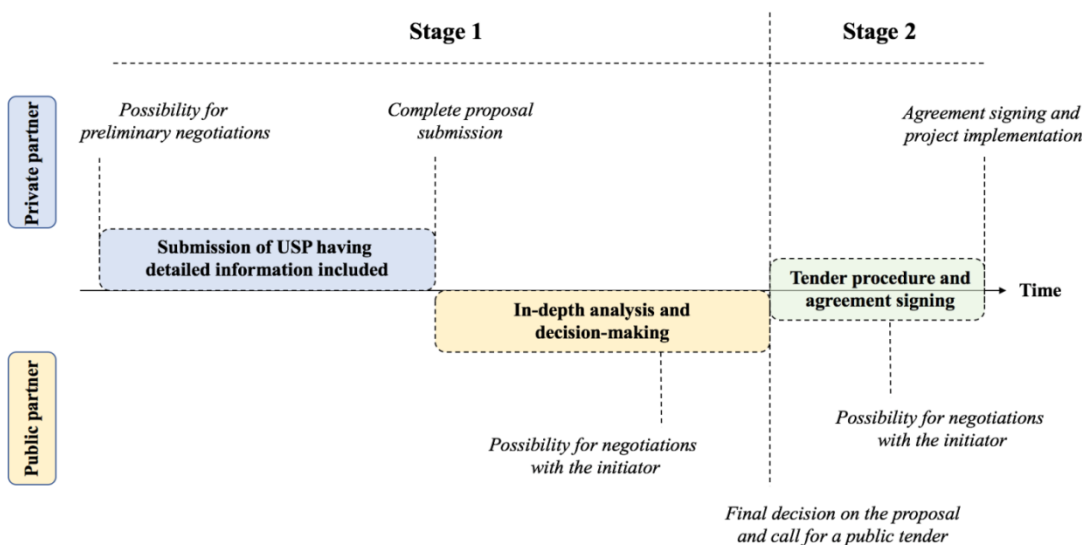 Stage 1
Stage 2
Private partner
Possibility for
preliminary negotiations
Complete proposal
submission
Agreement signing and
project implementation
Submission of USP having
detailed information included
Tender procedure and
agreement signing
Time
In-depth analysis and
decision-making
Public partner
Possibility for negotiations
with the initiator
Possibility for negotiations
with the initiator
Final decision on the proposal
and call for a public tender